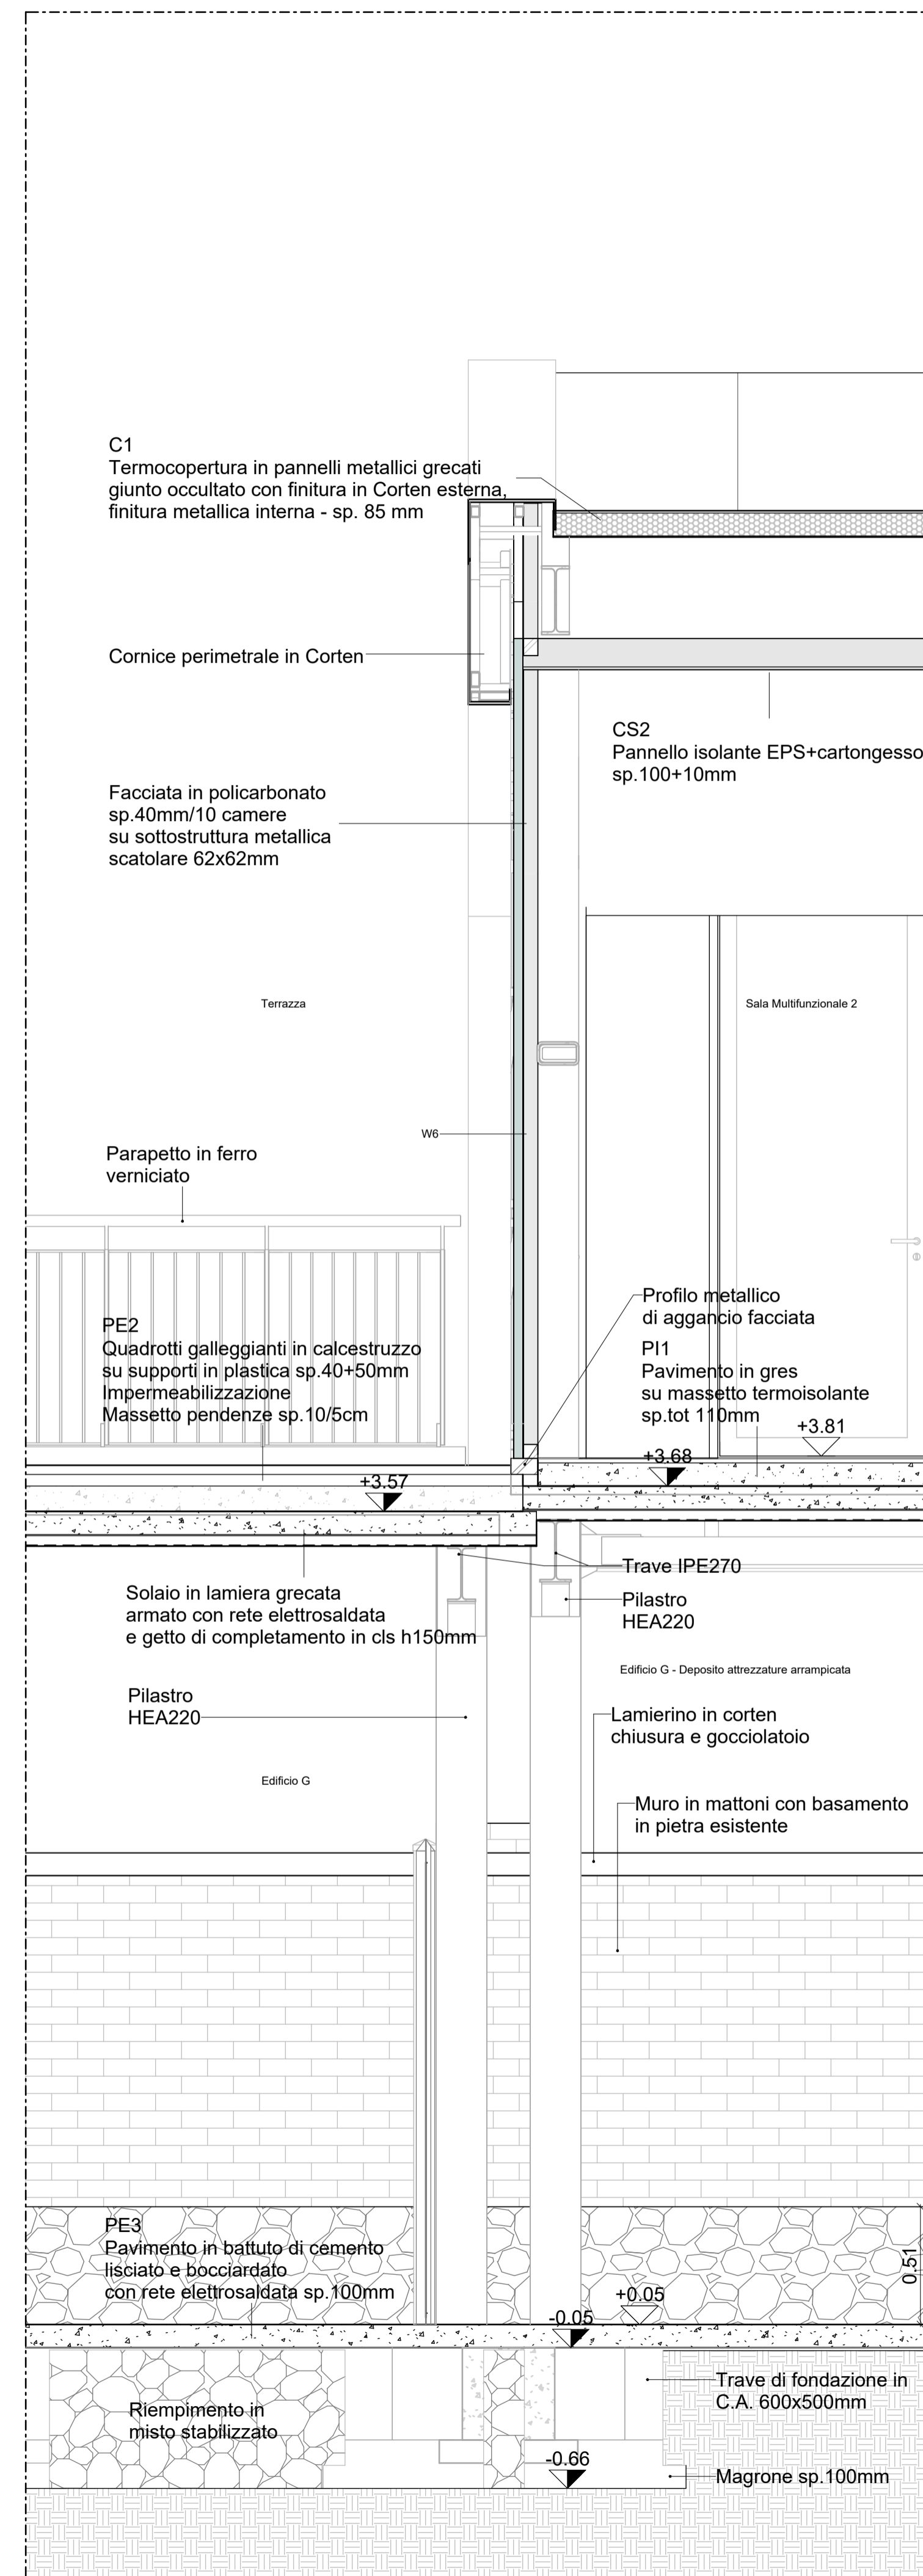 C1
Termocopertura in pannelli metallici grecati
giunto occultato con finitura in Corten esterna,
finitura metallica interna - sp. 85 mm
Cornice perimetrale in Corten
CS2
Pannello isolante EPS+cartongesso
sp.100+10mm
Facciata in policarbonato
sp.40mm/10 camere
su sottostruttura metallica
scatolare 62x62mm
Terrazza
Sala Multifunzionale 2
W6
Parapetto in ferro
verniciato
Profilo metallico
di aggancio facciata
PE2
Quadrotti galleggianti in calcestruzzo
su supporti in plastica sp.40+50mm
Impermeabilizzazione
Massetto pendenze sp.10/5cm
PI1
Pavimento in gres
su massetto termoisolante
sp.tot 110mm
+3.81
+3.68
+3.57
Trave IPE270
Solaio in lamiera grecata
armato con rete elettrosaldata
e getto di completamento in cls h150mm
Pilastro
HEA220
Edificio G - Deposito attrezzature arrampicata
Pilastro
HEA220
Lamierino in corten
chiusura e gocciolatoio
Edificio G
Muro in mattoni con basamento
in pietra esistente
PE3
Pavimento in battuto di cemento
lisciato e bocciardato
con rete elettrosaldata sp.100mm
0.51
+0.05
-0.05
Trave di fondazione in
C.A. 600x500mm
Riempimento in
misto stabilizzato
-0.66
Magrone sp.100mm